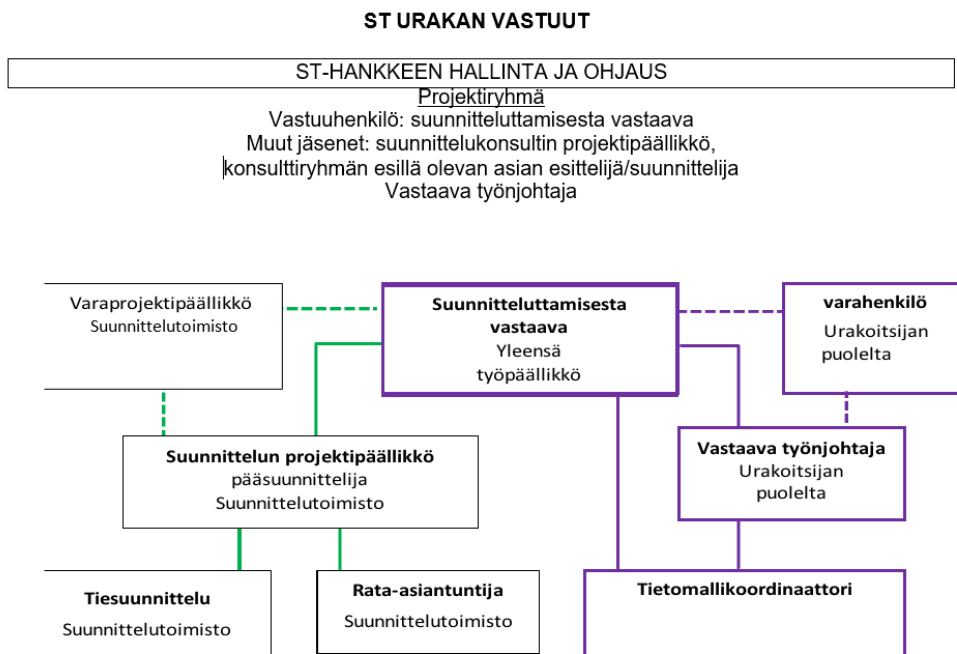 ST URAKAN VASTUUT
ST-HANKKEEN HALLINTA JA OHJAUS
Projektiryhmä
Vastuuhenkilö: suunnitteluttamisesta vastaava
Muut jäsenet: suunnittelukonsultin projektipäällikkö,
konsulttiryhmän esillä olevan asian esittelijä/suunnittelija
Vastaava työnjohtaja
Varaprojektipäällikkö
Suunnittelutoimisto
Suunnitteluttamisesta
vastaava
Yleensä
työpäällikkö
varahenkilö
Urakoitsijan
puolelta
Suunnittelun projektipäällikkö
pääsuunnittelija
Suunnittelutoimisto
Vastaava työnjohtaja
Urakoitsijan
puolelta
Tiesuunnittelu
Suunnittelutoimisto
Rata-asiantuntija
Suunnittelutoimisto
Tietomallikoordinaattori